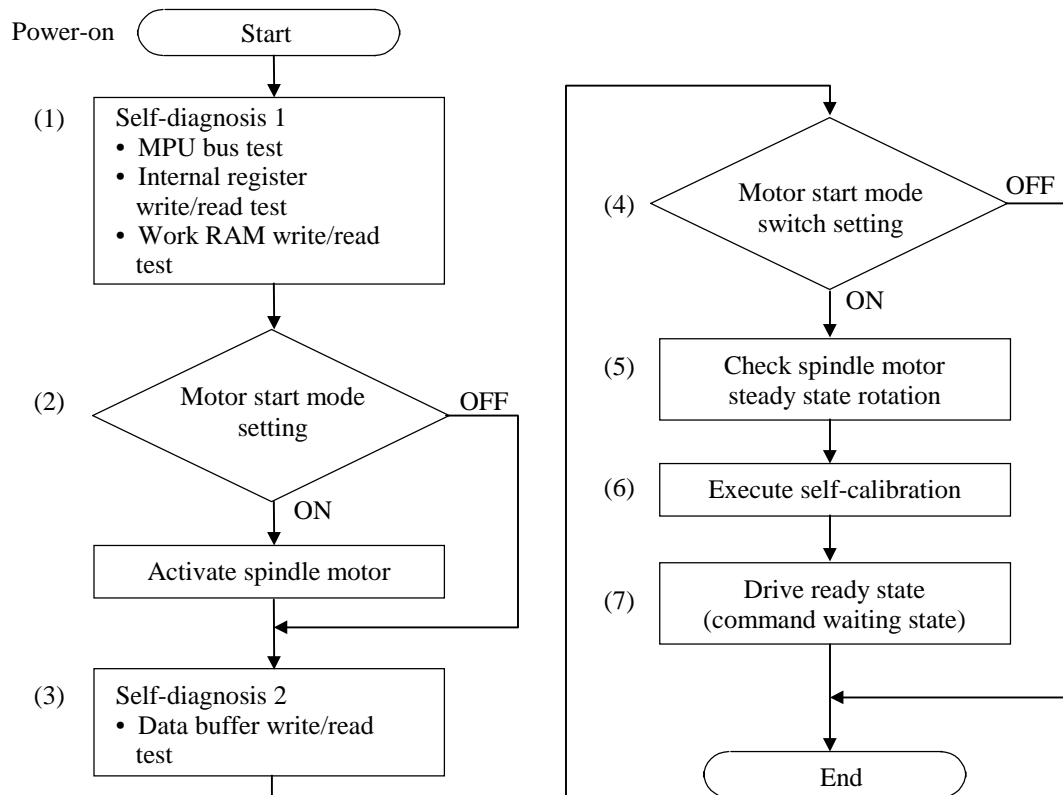 Power-on
Start
(1)
Self-diagnosis 1
• MPU bus test
• Internal register
write/read test
• Work RAM write/read
test
(2)
Motor start mode
setting
OFF
ON
Activate spindle motor
(3)
Self-diagnosis 2
• Data buffer write/read
test
(4)
Motor start mode
switch setting
OFF
ON
(5)
Check spindle motor
steady state rotation
(6)
Execute self-calibration
(7)
Drive ready state
(command waiting state)
End